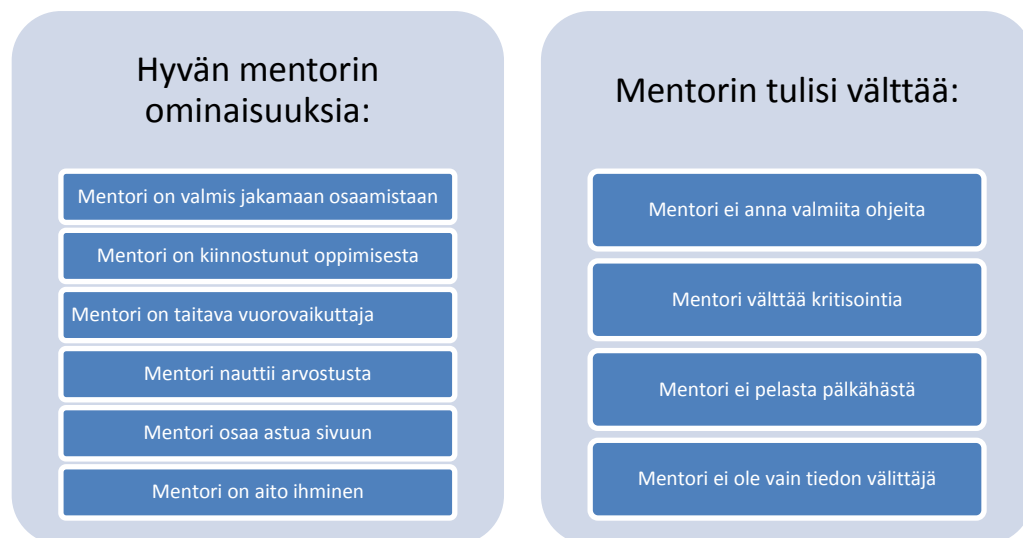 Hyvän mentorin
ominaisuuksia:
Mentori on valmis jakamaan osaamistaan
Mentori on kiinnostunut oppimisesta
Mentori on taitava vuorovaikuttaja
Mentori nauttii arvostusta
Mentori osaa astua sivuun
Mentori on aito ihminen
Mentorin tulisi välttää:
Mentori ei anna valmiita ohjeita
Mentori välttää kritisointia
Mentori ei pelasta pälkähästä
Mentori ei ole vain tiedon välittäjä